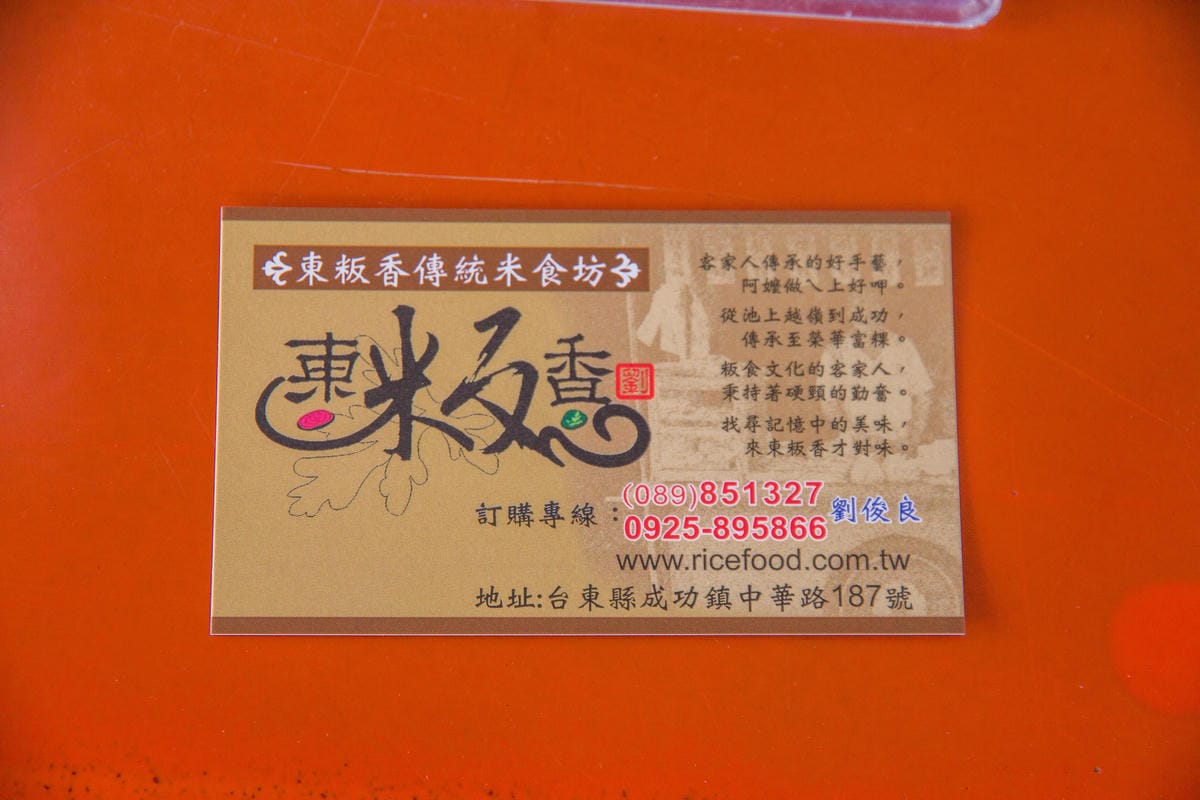 東粄香傳統米食坊
東粄香
劉
客家人傳承的好手藝，
阿嬤做ㄟ上好呷。
從池上越嶺到成功，
傳承至榮華富粿。
粄食文化的客家人，
秉持著硬頸的勤奮。
找尋記憶中的美味，
來東粄香才對味。
訂購專線：(089)851327
0925-895866 劉俊良
www.ricefood.com.tw
地址:台東縣成功鎮中華路187號